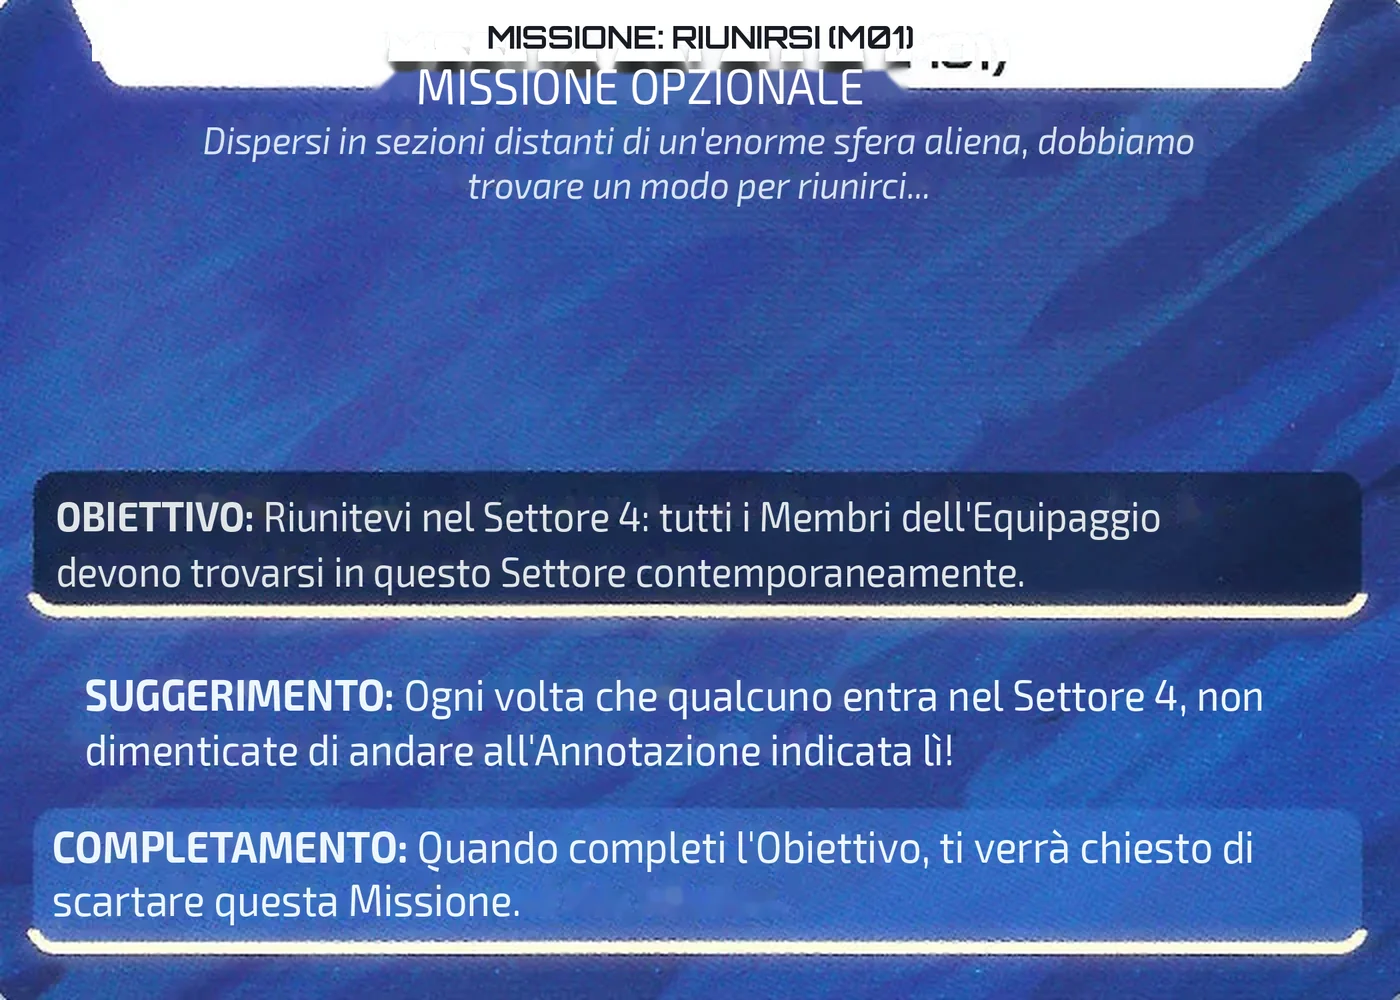 MISSIONE: RIUNIRSI (M01)
MISSIONE OPZIONALE
Dispersi in sezioni distanti di un'enorme sfera aliena, dobbiamo
trovare un modo per riunirci...
OBIETTIVO: Riunitevi nel Settore 4: tutti i Membri dell'Equipaggio
devono trovarsi in questo Settore contemporaneamente.
SUGGERIMENTO: Ogni volta che qualcuno entra nel Settore 4, non
dimenticate di andare all'Annotazione indicata lì!
COMPLETAMENTO: Quando completi l'Obiettivo, ti verrà chiesto di
scartare questa Missione.